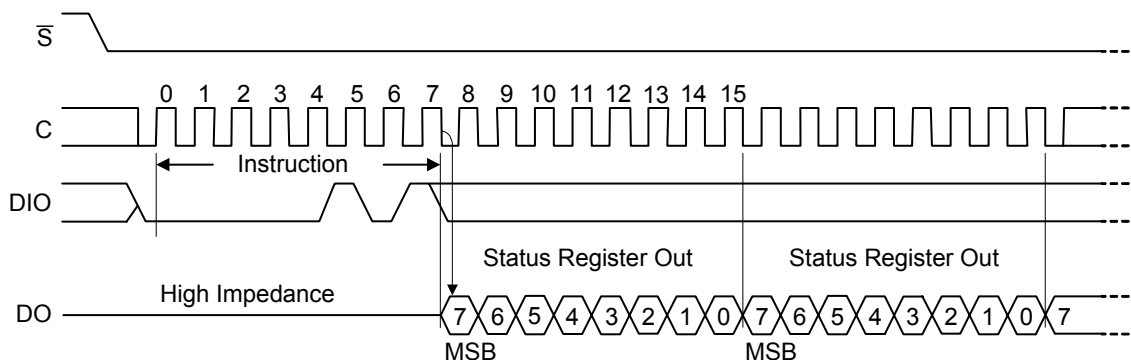 S̅
0 1 2 3 4 5 6 7 8 9 10 11 12 13 14 15
C
Instruction
DIO
Status Register Out Status Register Out
High Impedance
DO 7 6 5 4 3 2 1 0 7 6 5 4 3 2 1 0 7
MSB MSB